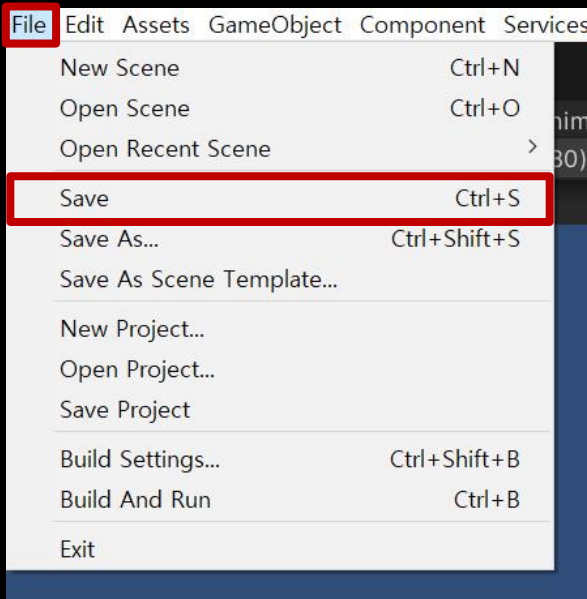 File Edit Assets GameObject Component Services
New Scene Ctrl+N
Open Scene Ctrl+O
Open Recent Scene >
Save Ctrl+S
Save As... Ctrl+Shift+S
Save As Scene Template...
New Project...
Open Project...
Save Project
Build Settings... Ctrl+Shift+B
Build And Run Ctrl+B
Exit